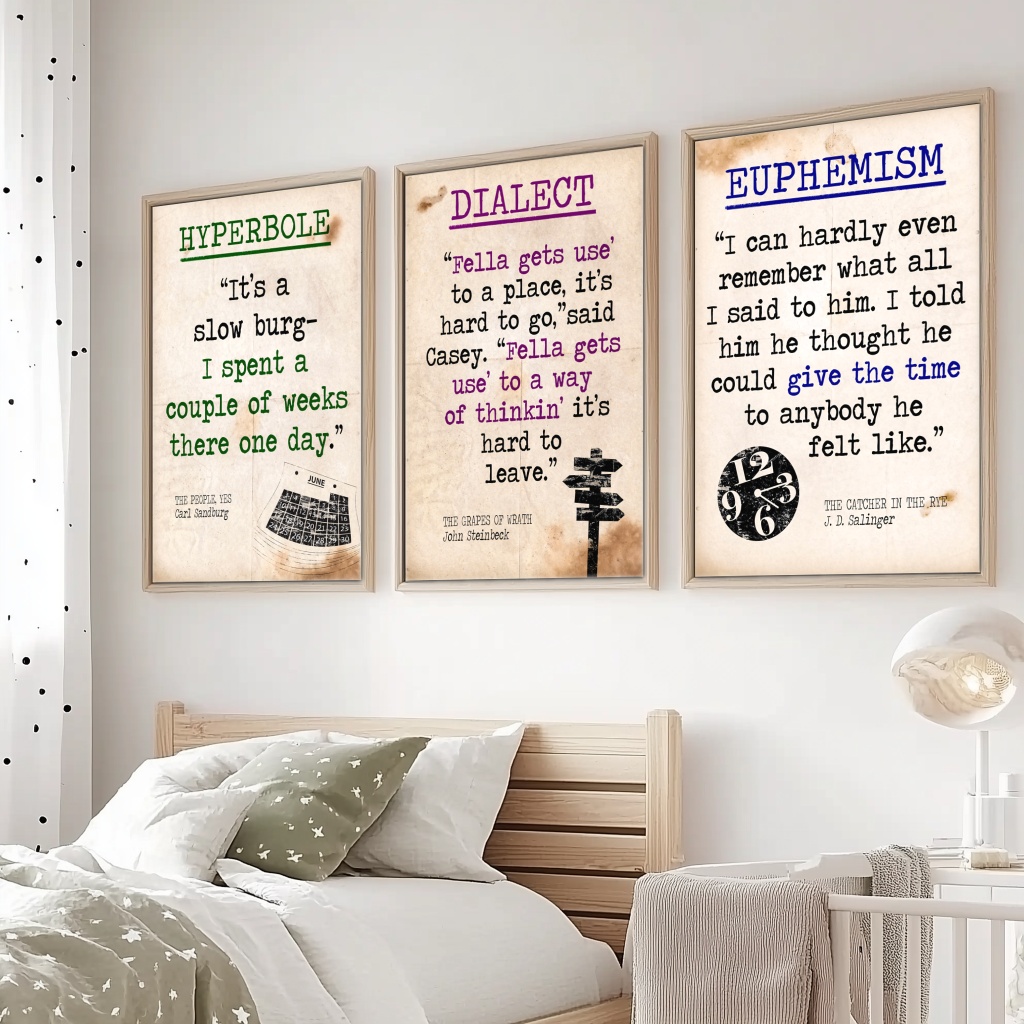 HYPERBOLE
“It’s a
slow burg–
I spent a
couple of weeks
there one day.”
THE PEOPLE, YES
Carl Sandburg
JUNE
DIALECT
“Fella gets use’
to a place, it’s
hard to go,”said
Casey. “Fella gets
use’ to a way
of thinkin’ it’s
hard to
leave.”
THE GRAPES OF WRATH
John Steinbeck
EUPHEMISM
“I can hardly even
remember what all
I said to him. I told
him he thought he
could give the time
to anybody he
felt like.”
12
9 3
6
THE CATCHER IN THE RYE
J. D. Salinger